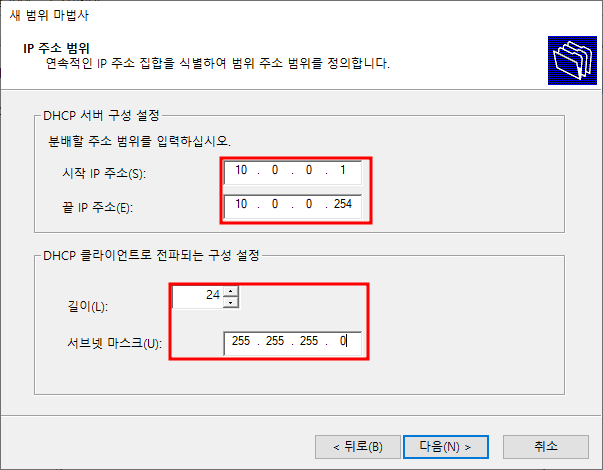 새 범위 마법사
IP 주소 범위
연속적인 IP 주소 집합을 식별하여 범위 주소 범위를 정의합니다.
DHCP 서버 구성 설정
분배할 주소 범위를 입력하십시오.
시작 IP 주소(S): 10 . 0 . 0 . 1
끝 IP 주소(E): 10 . 0 . 0 . 254
DHCP 클라이언트로 전파되는 구성 설정
길이(L): 24
서브넷 마스크(U): 255 . 255 . 255 . 0
< 뒤로(B) 다음(N) > 취소